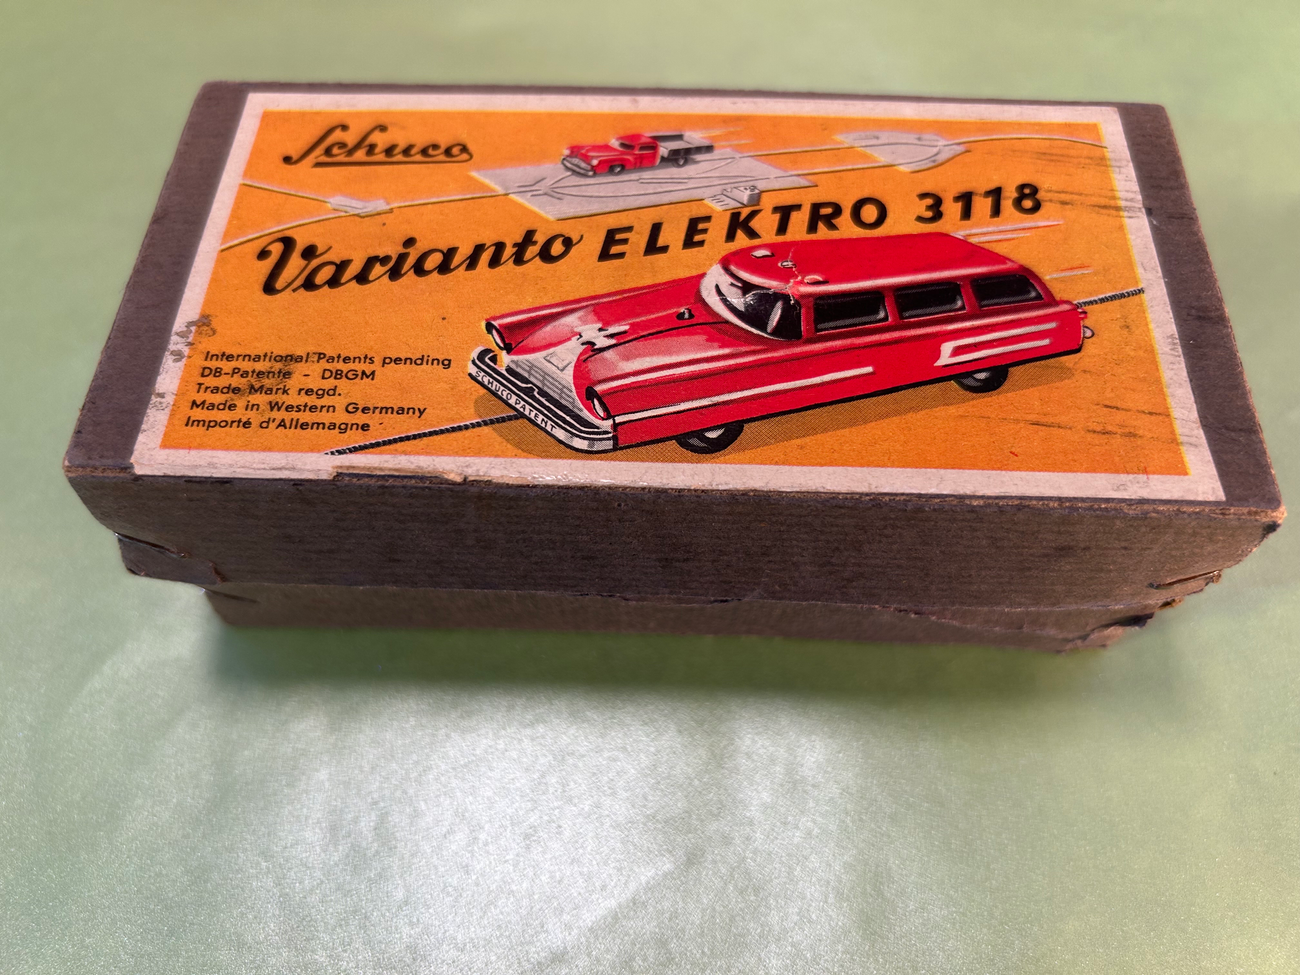 Schuco
Varianto ELEKTRO 3118
International Patents pending
DB-Patente - DBGM
Trade Mark regd.
Made in Western Germany
Importé d'Allemagne
SCHUCO PATENT